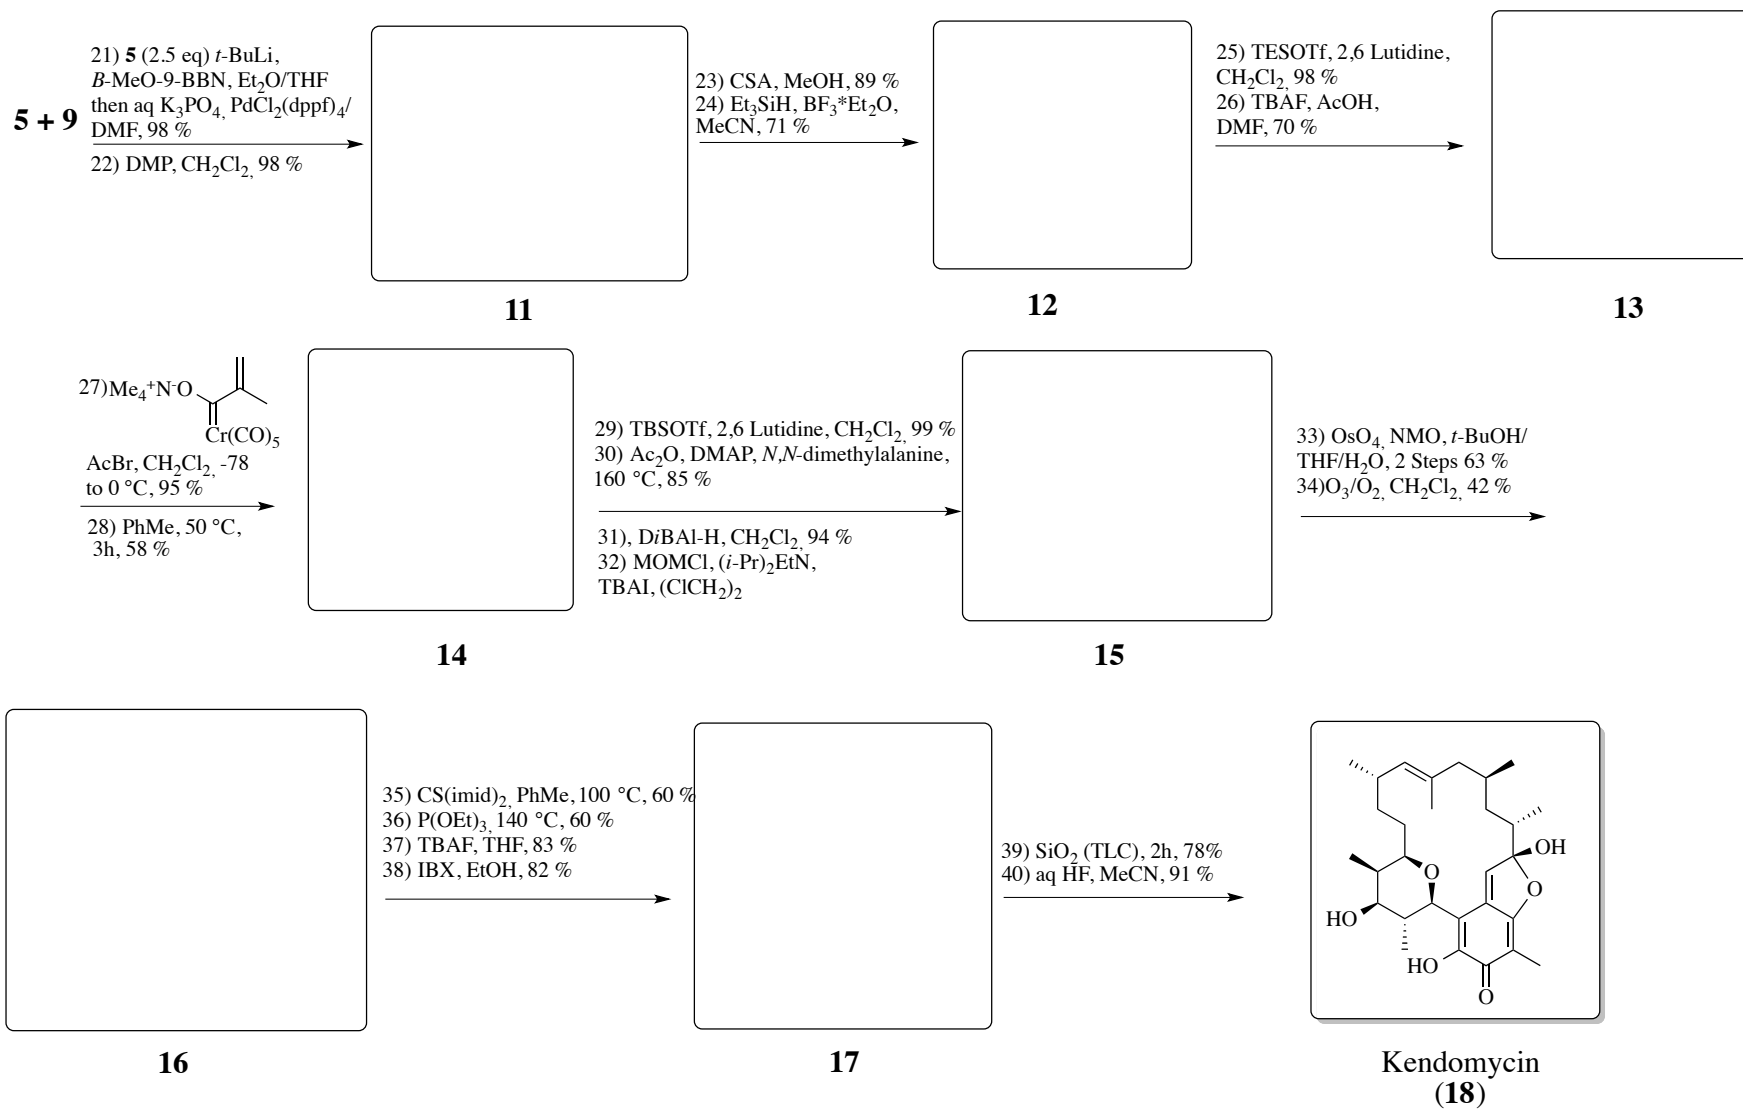 5 + 9
21) 5 (2.5 eq) t-BuLi,
B-MeO-9-BBN, Et2O/THF
then aq K3PO4, PdCl2(dppf)4/
DMF, 98 %
22) DMP, CH2Cl2, 98 %
11
23) CSA, MeOH, 89 %
24) Et3SiH, BF3*Et2O,
MeCN, 71 %
12
25) TESOTf, 2,6 Lutidine,
CH2Cl2, 98 %
26) TBAF, AcOH,
DMF, 70 %
13
27)Me4+N-O
Cr(CO)5
AcBr, CH2Cl2, -78
to 0 °C, 95 %
28) PhMe, 50 °C,
3h, 58 %
14
29) TBSOTf, 2,6 Lutidine, CH2Cl2, 99 %
30) Ac2O, DMAP, N,N-dimethylalanine,
160 °C, 85 %
31), DiBAl-H, CH2Cl2, 94 %
32) MOMCl, (i-Pr)2EtN,
TBAI, (ClCH2)2
15
33) OsO4, NMO, t-BuOH/
THF/H2O, 2 Steps 63 %
34)O3/O2, CH2Cl2, 42 %
16
35) CS(imid)2, PhMe, 100 °C, 60 %
36) P(OEt)3, 140 °C, 60 %
37) TBAF, THF, 83 %
38) IBX, EtOH, 82 %
17
39) SiO2 (TLC), 2h, 78%
40) aq HF, MeCN, 91 %
OH
O
O
HO
HO
O
Kendomycin
(18)